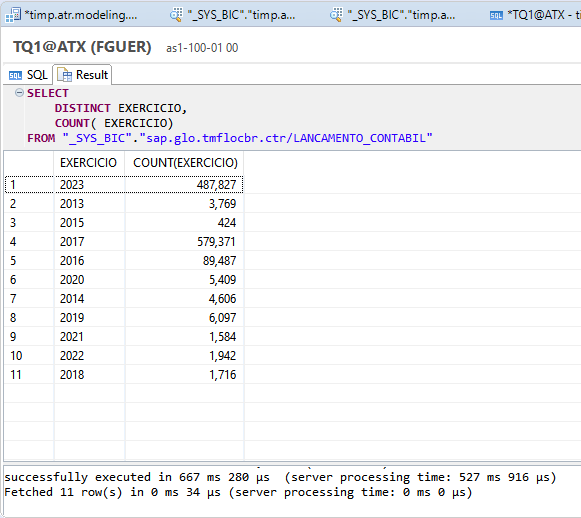 *timp.atr.modeling.... "_SYS_BIC"."timp.a... "_SYS_BIC"."timp.a... *TQ1@ATX - ti
TQ1@ATX (FGUER) as1-100-01 00
SQL SQL Result
SELECT
DISTINCT EXERCICIO,
COUNT( EXERCICIO)
FROM "_SYS_BIC"."sap.glo.tmflocbr.ctr/LANCAMENTO_CONTABIL"
EXERCICIO COUNT(EXERCICIO)
1 2023 487,827
2 2013 3,769
3 2015 424
4 2017 579,371
5 2016 89,487
6 2020 5,409
7 2014 4,606
8 2019 6,097
9 2021 1,584
10 2022 1,942
11 2018 1,716
successfully executed in 667 ms 280 µs (server processing time: 527 ms 916 µs)
Fetched 11 row(s) in 0 ms 34 µs (server processing time: 0 ms 0 µs)